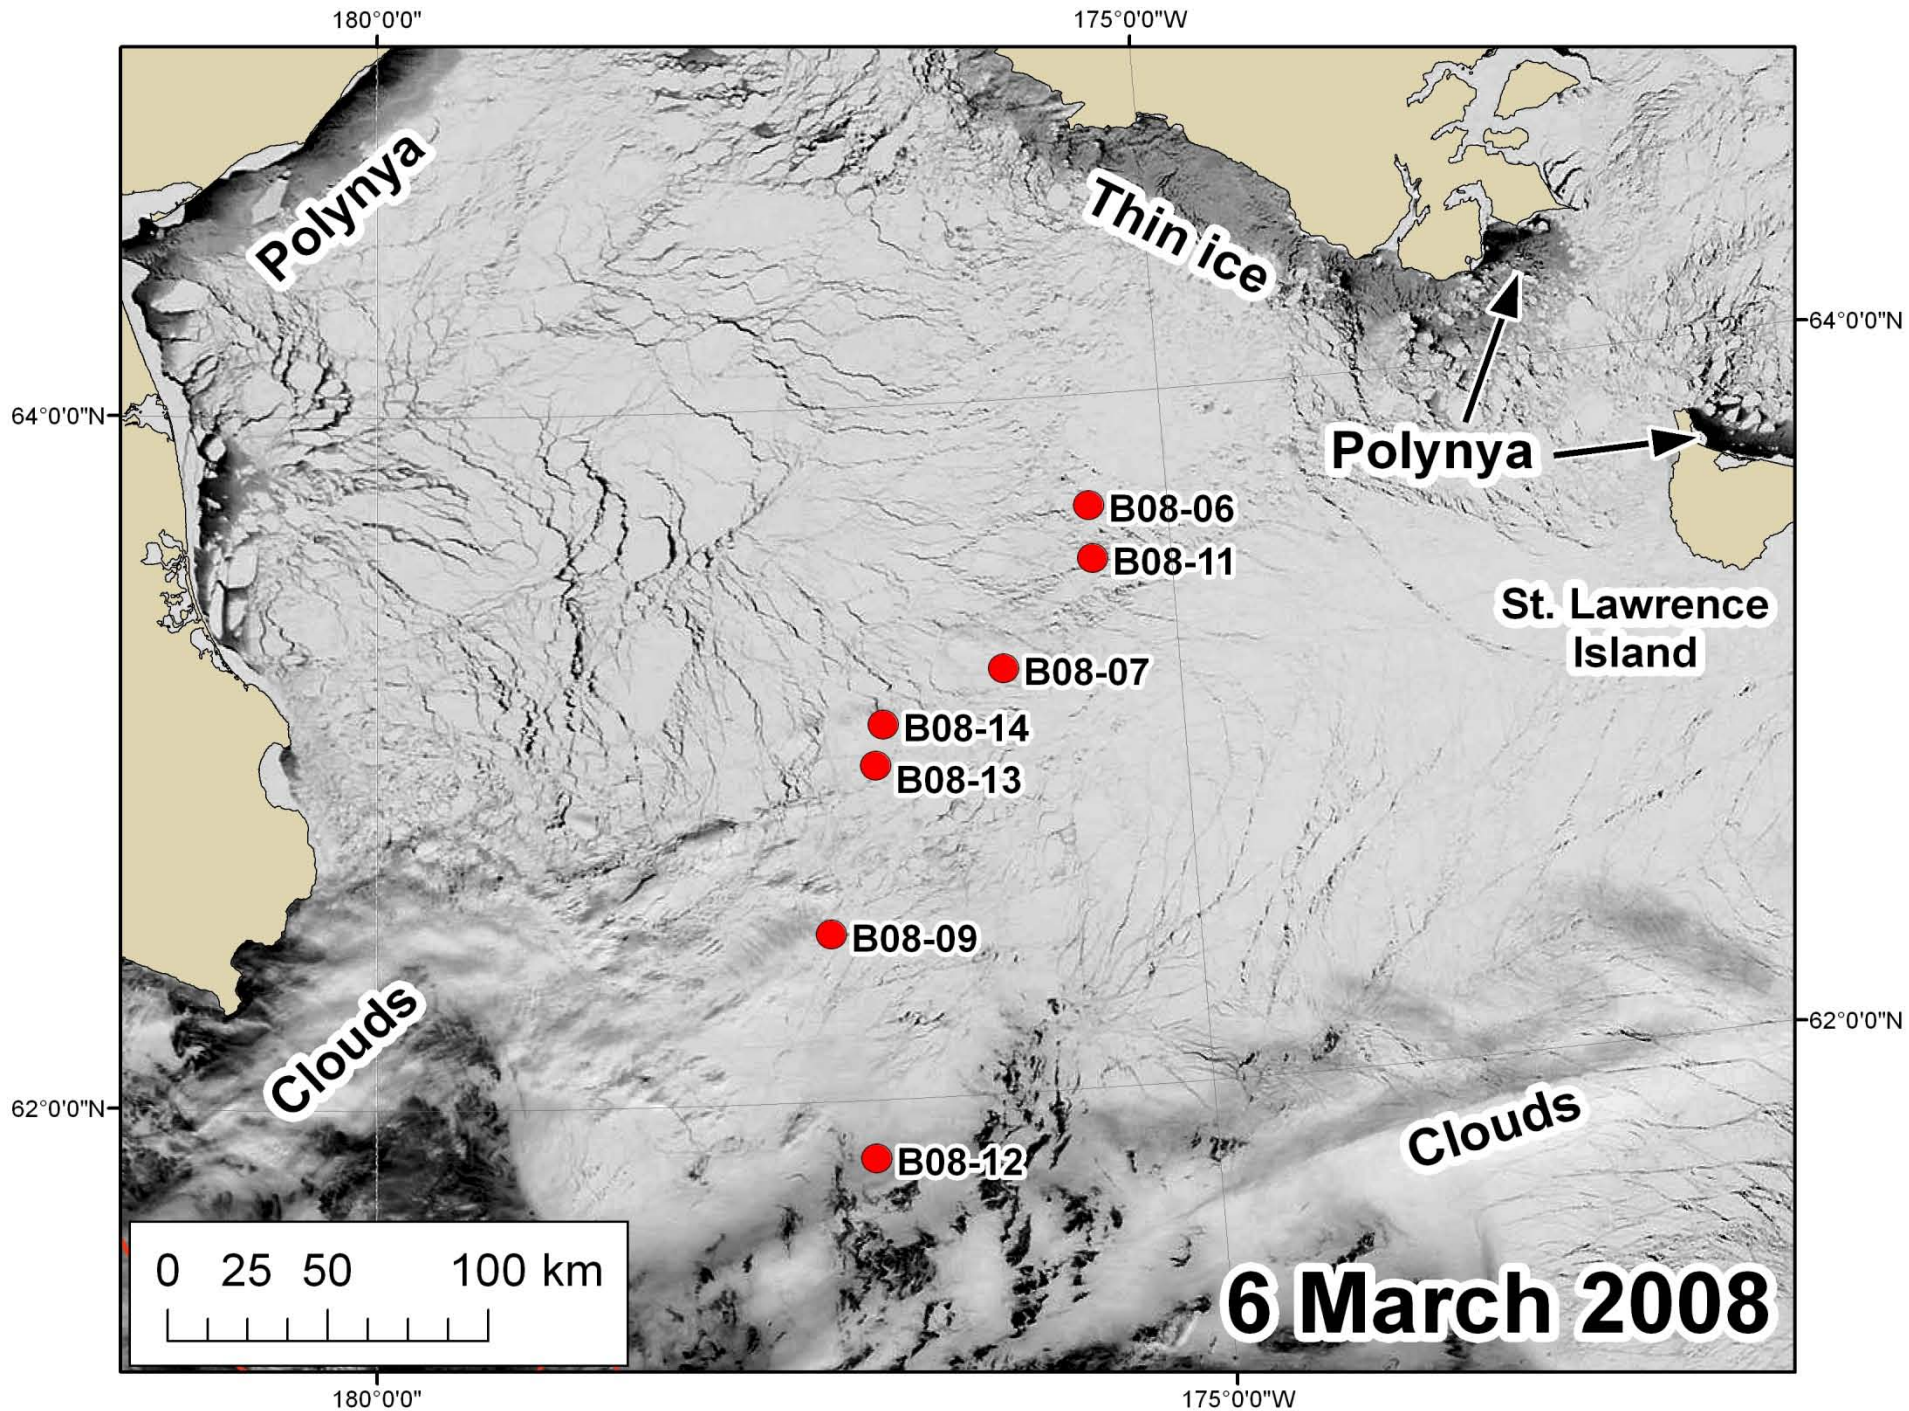 180°0'0"
175°0'0"W
Polynya
Thin ice
64°0'0"N
64°0'0"N
Polynya
B08-06
B08-11
St. Lawrence
Island
B08-07
B08-14
B08-13
B08-09
62°0'0"N
Clouds
62°0'0"N
Clouds
B08-12
0 25 50 100 km
6 March 2008
180°0'0"
175°0'0"W